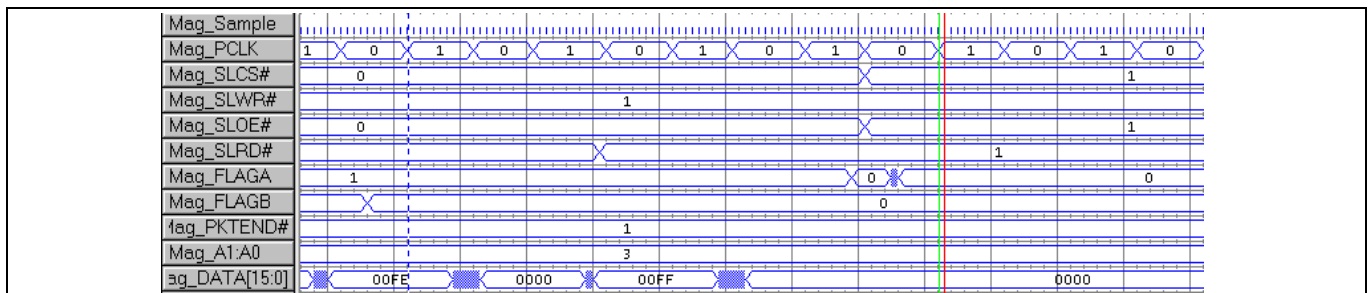 Mag_Sample
Mag_PCLK 1 0 1 0 1 0 1 0 1 0 1 0 1 0
Mag_SLCS# 0 1
Mag_SLWR# 1
Mag_SLOE# 0 1
Mag_SLRD# 1
Mag_FLAGA 1 0 0
Mag_FLAGB 0
Mag_PKTEND# 1
Mag_A1:A0 3
ag_DATA[15:0] 00FE 0000 00FF 0000